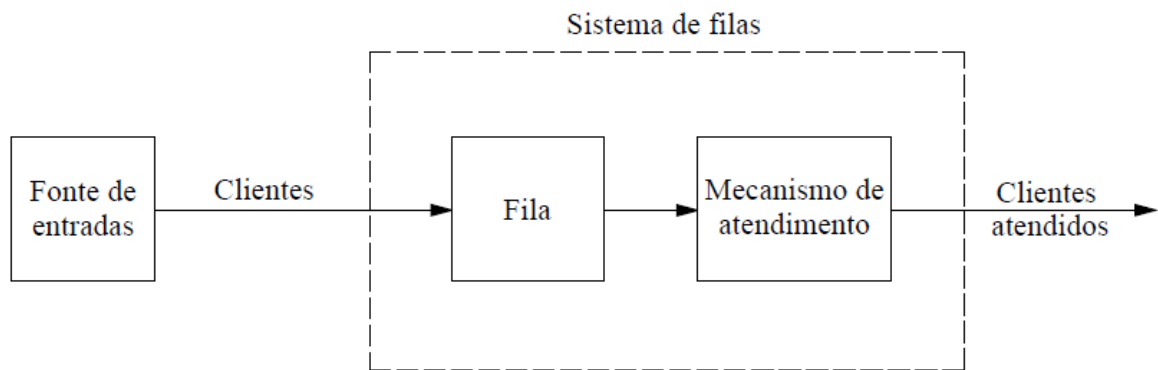 Sistema de filas
Fonte de
entradas
Clientes
Fila
Mecanismo de
atendimento
Clientes
atendidos